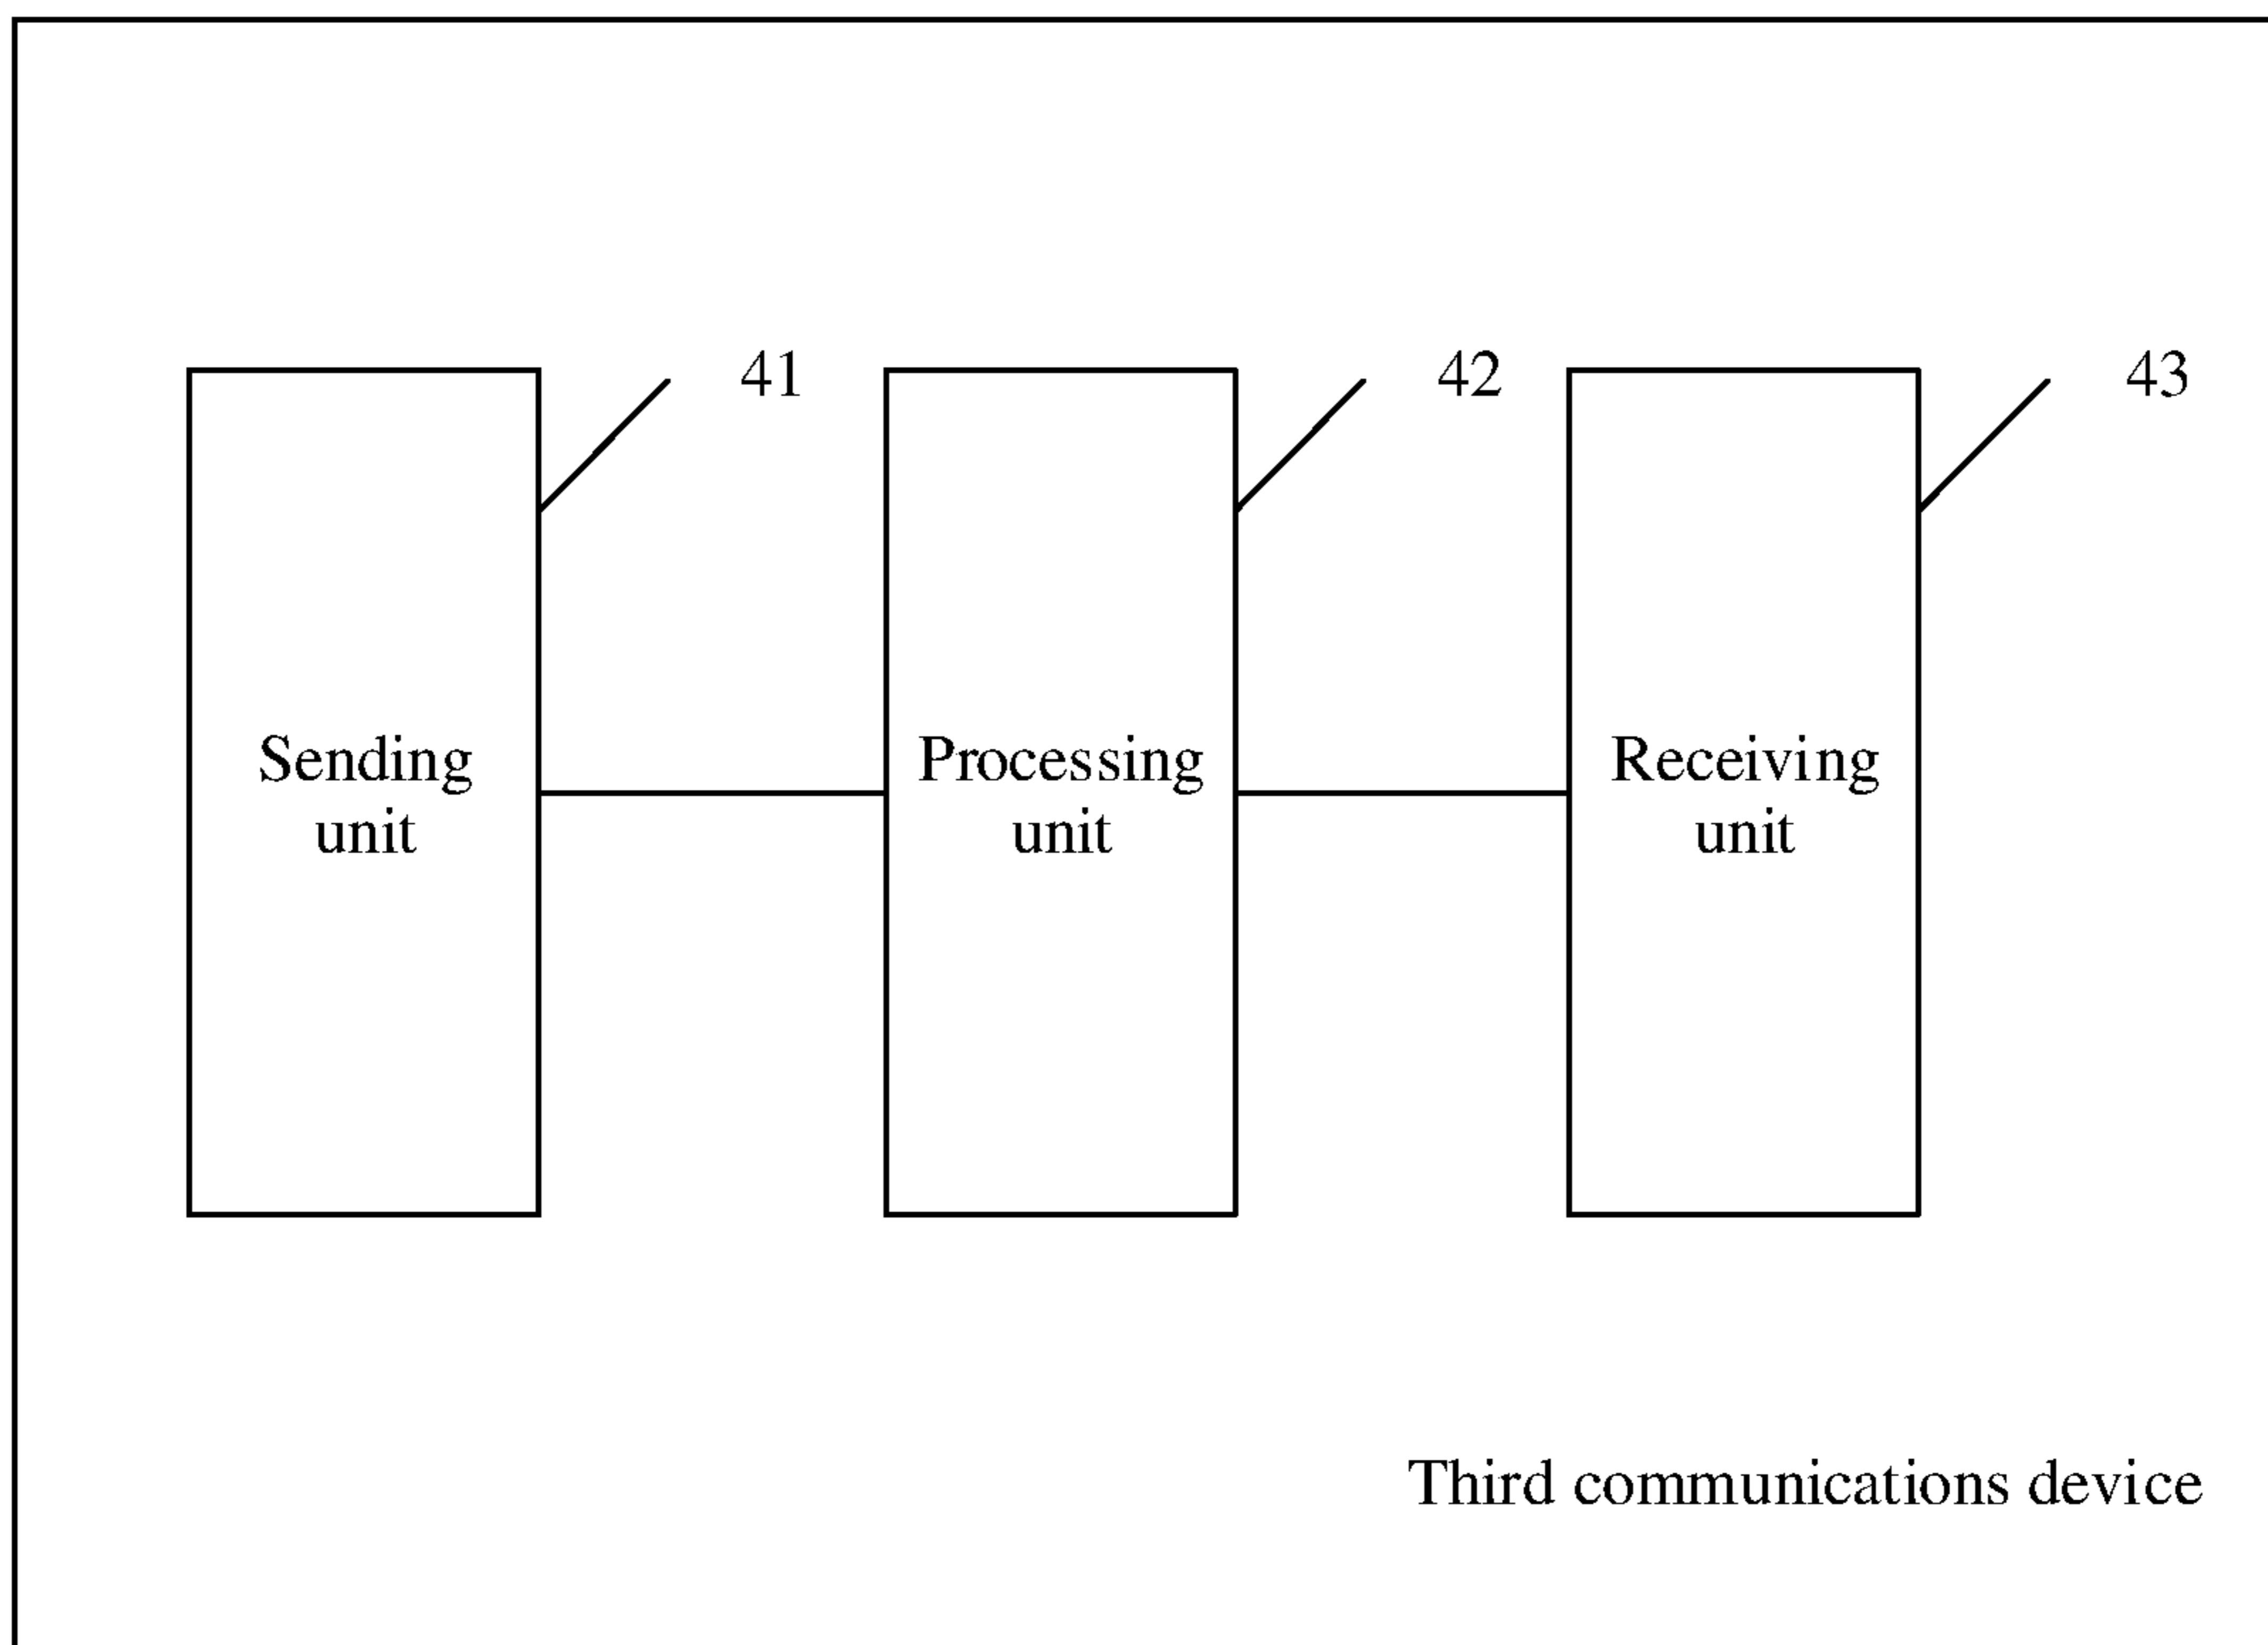 41
42
43
Sending
unit
Processing
unit
Receiving
unit
Third communications device